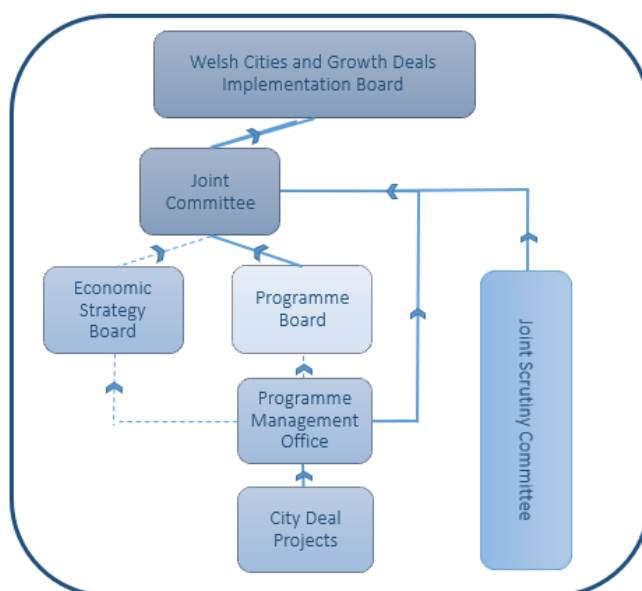 Welsh Cities and Growth Deals
Implementation Board
Joint
Committee
Economic
Strategy
Board
Programme
Board
Joint Scrutiny Committee
Programme
Management
Office
City Deal
Projects